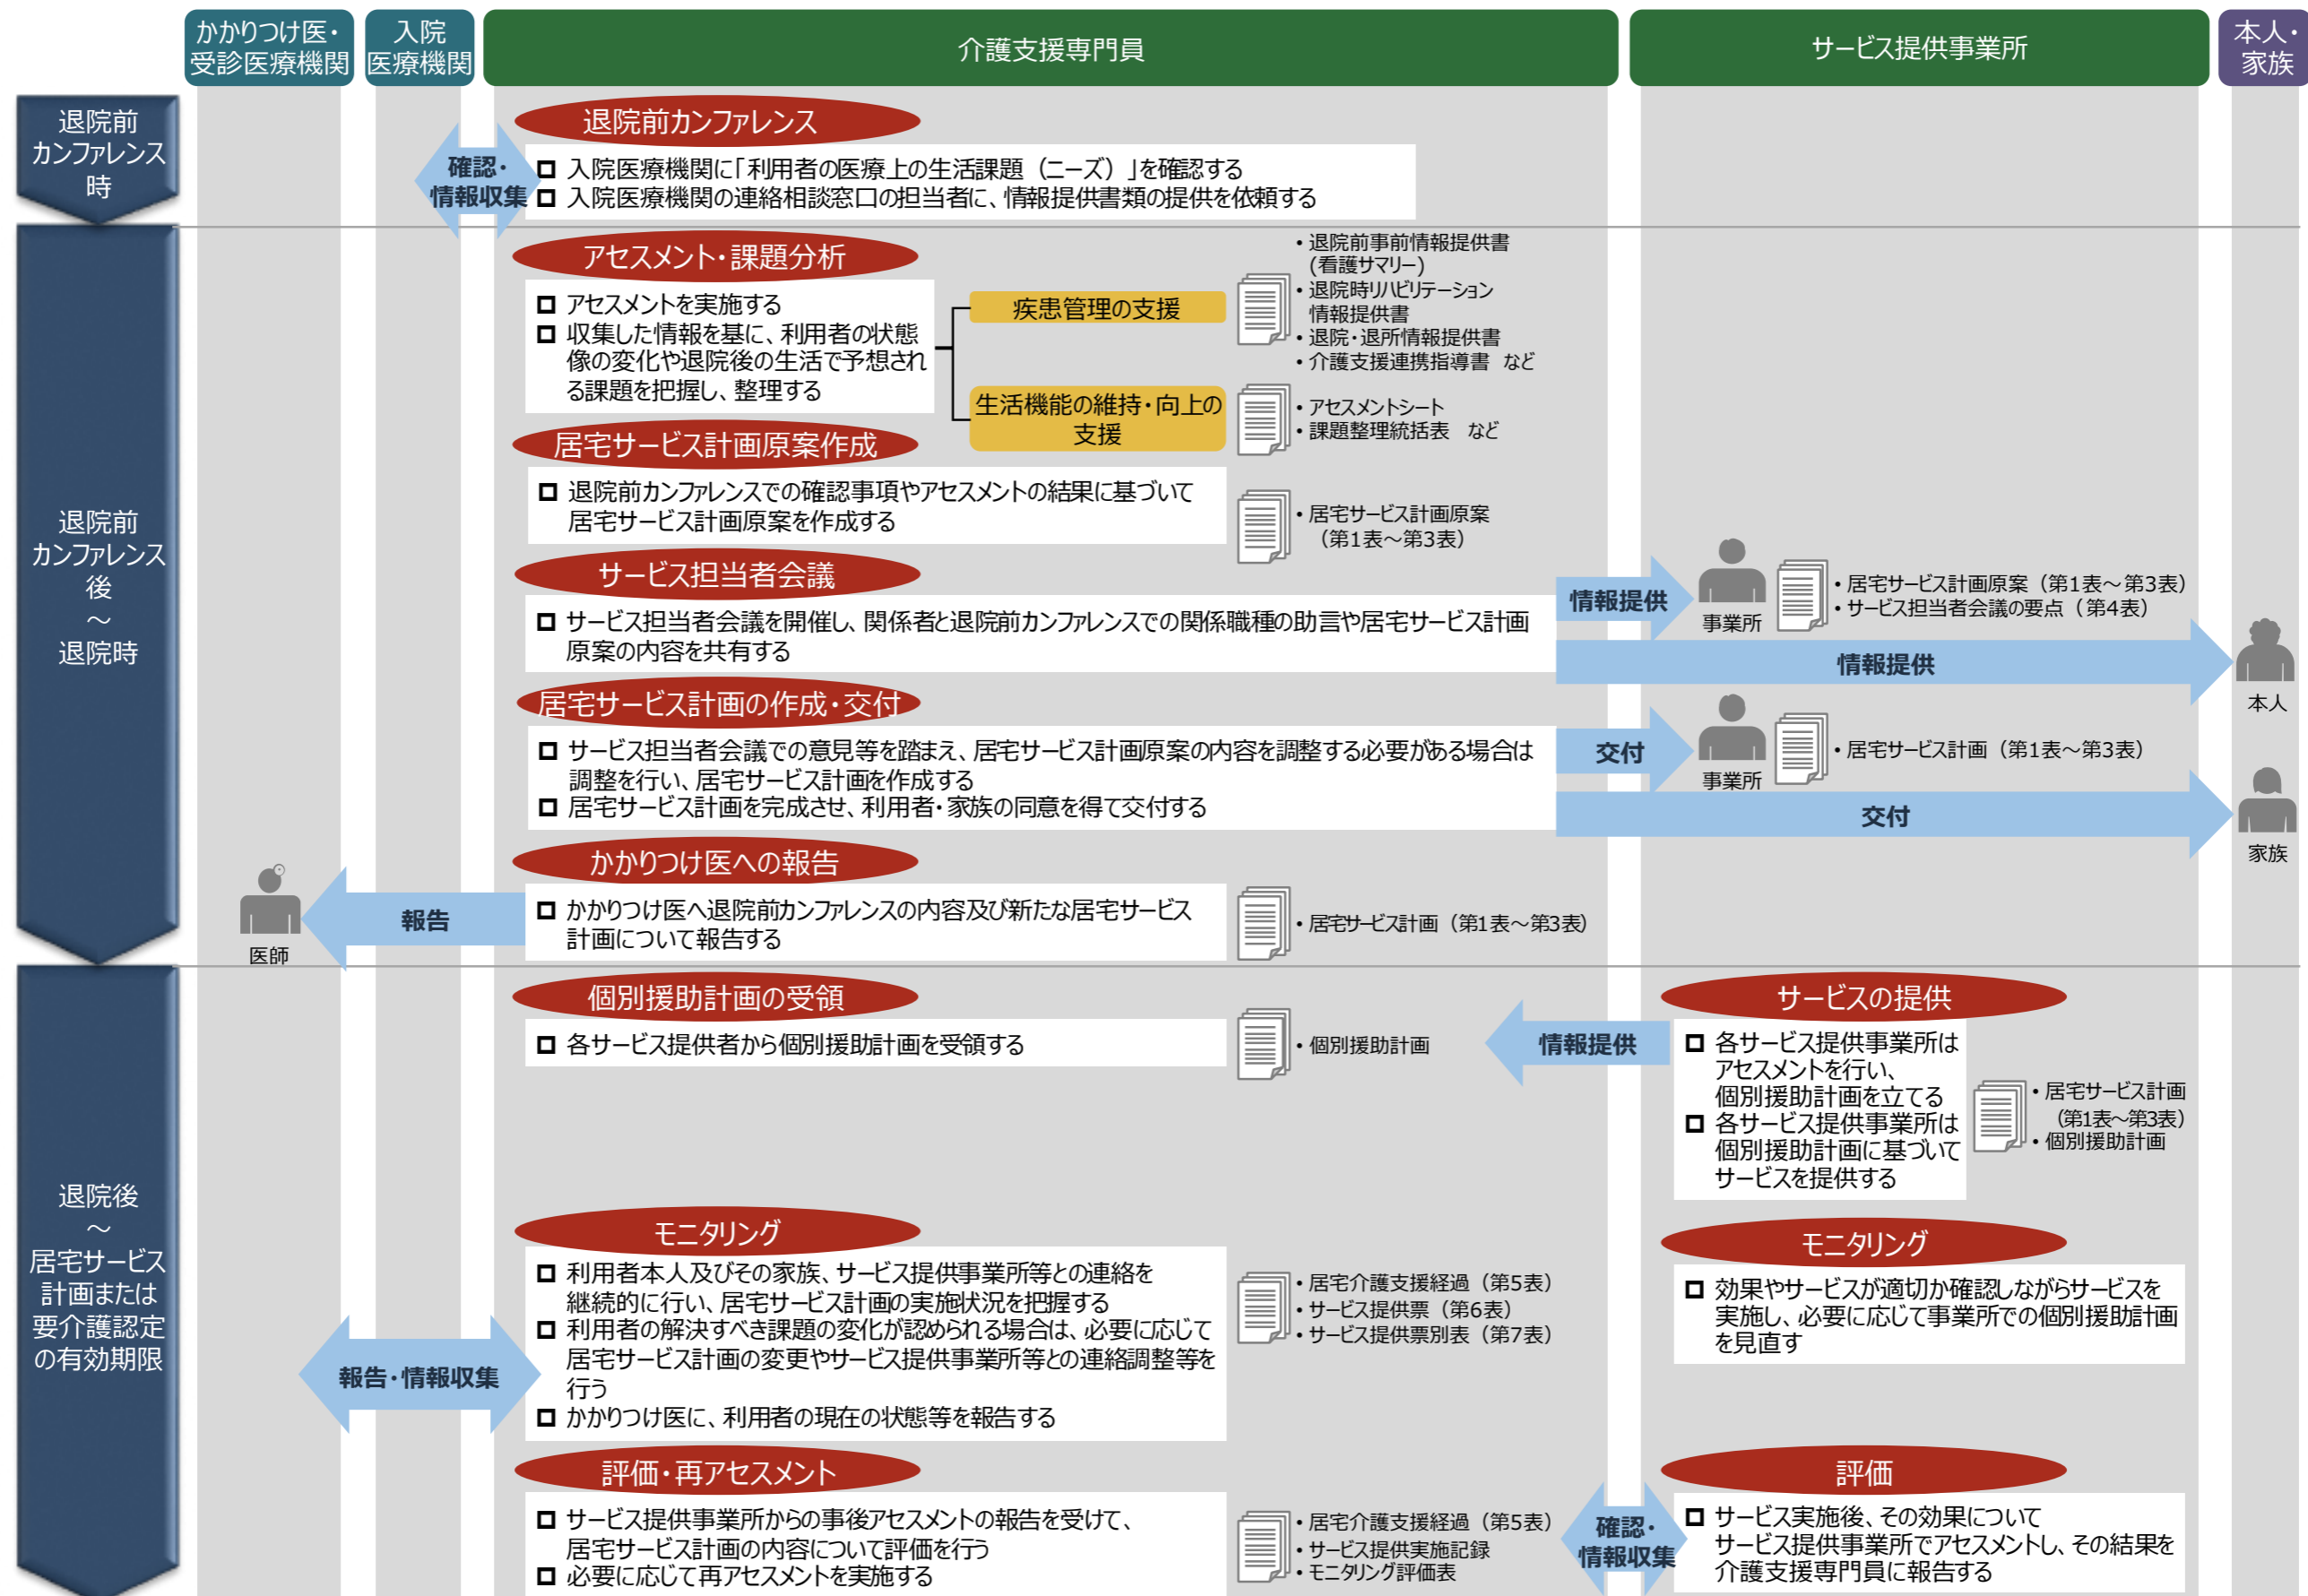 かかりつけ医・
受診医療機関
入院
医療機関
介護支援専門員
サービス提供事業所
本人・
家族
退院前
カンファレンス
時
退院前カンファレンス
確認・
情報収集
入院医療機関に「利用者の医療上の生活課題（ニーズ）」を確認する
入院医療機関の連絡相談窓口の担当者に、情報提供書類の提供を依頼する
退院前
カンファレンス
後
～
退院時
アセスメント・課題分析
アセスメントを実施する
収集した情報を基に、利用者の状態
像の変化や退院後の生活で予想され
る課題を把握し、整理する
疾患管理の支援
・退院前事前情報提供書
(看護サマリー)
・退院時リハビリテーション
情報提供書
・退院・退所情報提供書
・介護支援連携指導書 など
生活機能の維持・向上の
支援
・アセスメントシート
・課題整理統括表 など
居宅サービス計画原案作成
退院前カンファレンスでの確認事項やアセスメントの結果に基づいて
居宅サービス計画原案を作成する
・居宅サービス計画原案
（第1表～第3表）
サービス担当者会議
サービス担当者会議を開催し、関係者と退院前カンファレンスでの関係職種の助言や居宅サービス計画
原案の内容を共有する
情報提供
事業所
・居宅サービス計画原案（第1表～第3表）
・サービス担当者会議の要点（第4表）
情報提供
本人
居宅サービス計画の作成・交付
サービス担当者会議での意見等を踏まえ、居宅サービス計画原案の内容を調整する必要がある場合は
調整を行い、居宅サービス計画を作成する
居宅サービス計画を完成させ、利用者・家族の同意を得て交付する
交付
事業所
・居宅サービス計画（第1表～第3表）
交付
家族
かかりつけ医への報告
かかりつけ医へ退院前カンファレンスの内容及び新たな居宅サービス
計画について報告する
・居宅サービス計画（第1表～第3表）
報告
医師
退院後
～
居宅サービス
計画または
要介護認定
の有効期限
個別援助計画の受領
各サービス提供者から個別援助計画を受領する
・個別援助計画
情報提供
サービスの提供
各サービス提供事業所は
アセスメントを行い、
個別援助計画を立てる
各サービス提供事業所は
個別援助計画に基づいて
サービスを提供する
・居宅サービス計画
（第1表～第3表）
・個別援助計画
モニタリング
利用者本人及びその家族、サービス提供事業所等との連絡を
継続的に行い、居宅サービス計画の実施状況を把握する
利用者の解決すべき課題の変化が認められる場合は、必要に応じて
居宅サービス計画の変更やサービス提供事業所等との連絡調整等を
行う
かかりつけ医に、利用者の現在の状態等を報告する
・居宅介護支援経過（第5表）
・サービス提供票（第6表）
・サービス提供票別表（第7表）
報告・情報収集
モニタリング
効果やサービスが適切か確認しながらサービスを
実施し、必要に応じて事業所での個別援助計画
を見直す
評価・再アセスメント
サービス提供事業所からの事後アセスメントの報告を受けて、
居宅サービス計画の内容について評価を行う
必要に応じて再アセスメントを実施する
・居宅介護支援経過（第5表）
・サービス提供実施記録
・モニタリング評価表
確認・
情報収集
評価
サービス実施後、その効果について
サービス提供事業所でアセスメントし、その結果を
介護支援専門員に報告する